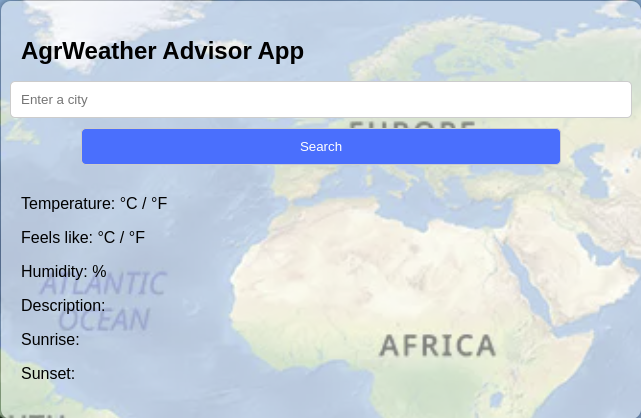 AgrWeather Advisor App
Enter a city
EUROPE
Search
Temperature: °C / °F
Feels like: °C / °F
Humidity: %
ATLANTIC
Description:
OCEAN
Sunrise:
AFRICA
Sunset: